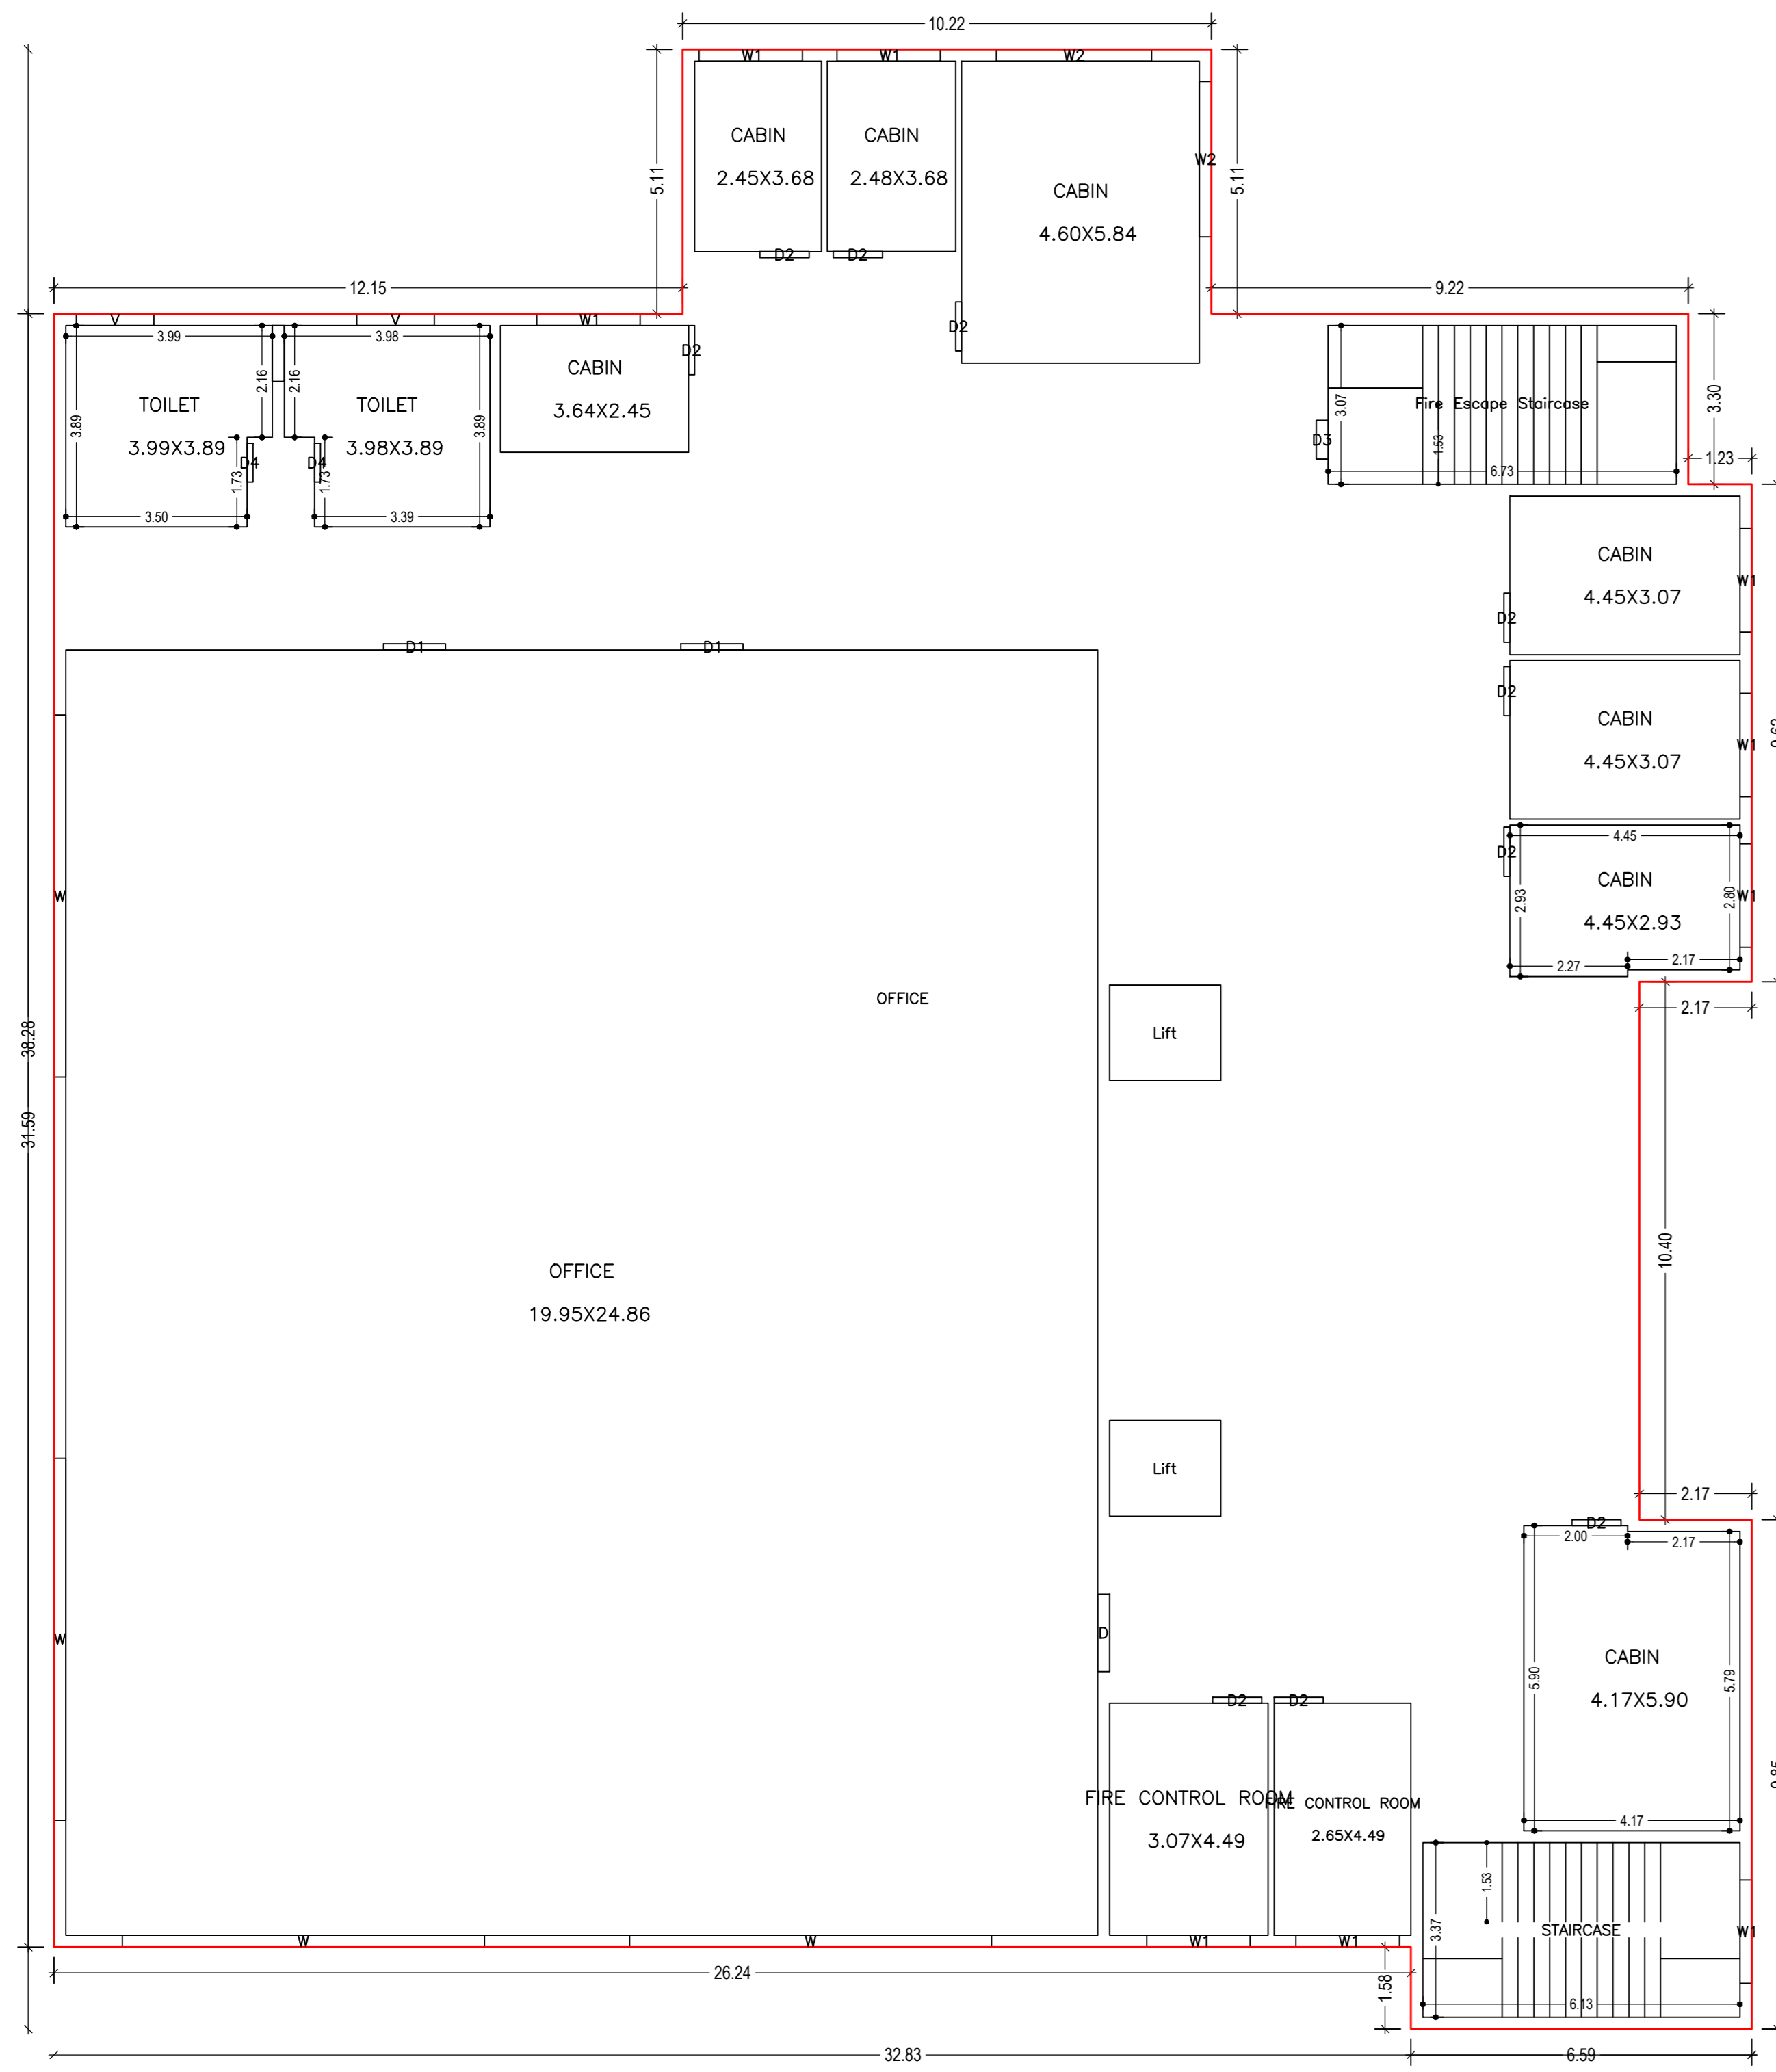 10.22
W1
W1
W2
CABIN
2.45X3.68
CABIN
2.48X3.68
CABIN
4.60X5.84
W2
5.11
5.11
D2
D2
D2
12.15
9.22
V
V
W1
3.99
3.98
2.16
2.16
3.89
3.89
TOILET
3.99X3.89
TOILET
3.98X3.89
D4
D4
1.73
1.73
3.50
3.39
CABIN
3.64X2.45
D2
Fire Escape Staircase
3.07
1.53
D3
6.73
3.30
1.23
CABIN
4.45X3.07
D2
W1
CABIN
4.45X3.07
D2
W1
9.62
4.45
CABIN
4.45X2.93
D2
W1
2.93
2.80
2.27
2.17
2.17
D1
D1
W
OFFICE
Lift
38.28
31.59
10.40
OFFICE
19.95X24.86
Lift
2.17
W
D
D2
2.00
2.17
5.90
5.79
CABIN
4.17X5.90
4.17
9.85
D2
D2
FIRE CONTROL ROOM
3.07X4.49
FIRE CONTROL ROOM
2.65X4.49
1.53
3.37
STAIRCASE
W1
6.13
W
W
W1
W1
26.24
1.58
32.83
6.59